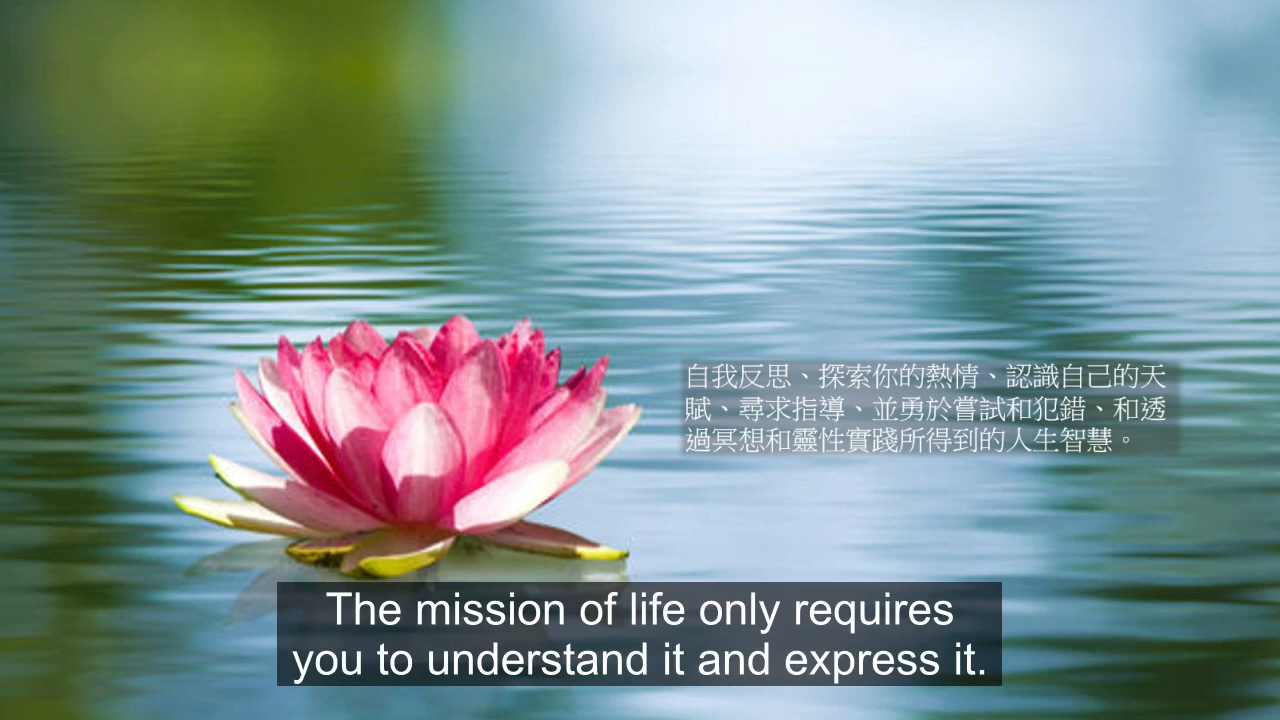 自我反思、探索你的熱情、認識自己的天
賦、尋求指導、並勇於嘗試和犯錯、和透
過冥想和靈性實踐所得到的人生智慧。
The mission of life only requires
you to understand it and express it.